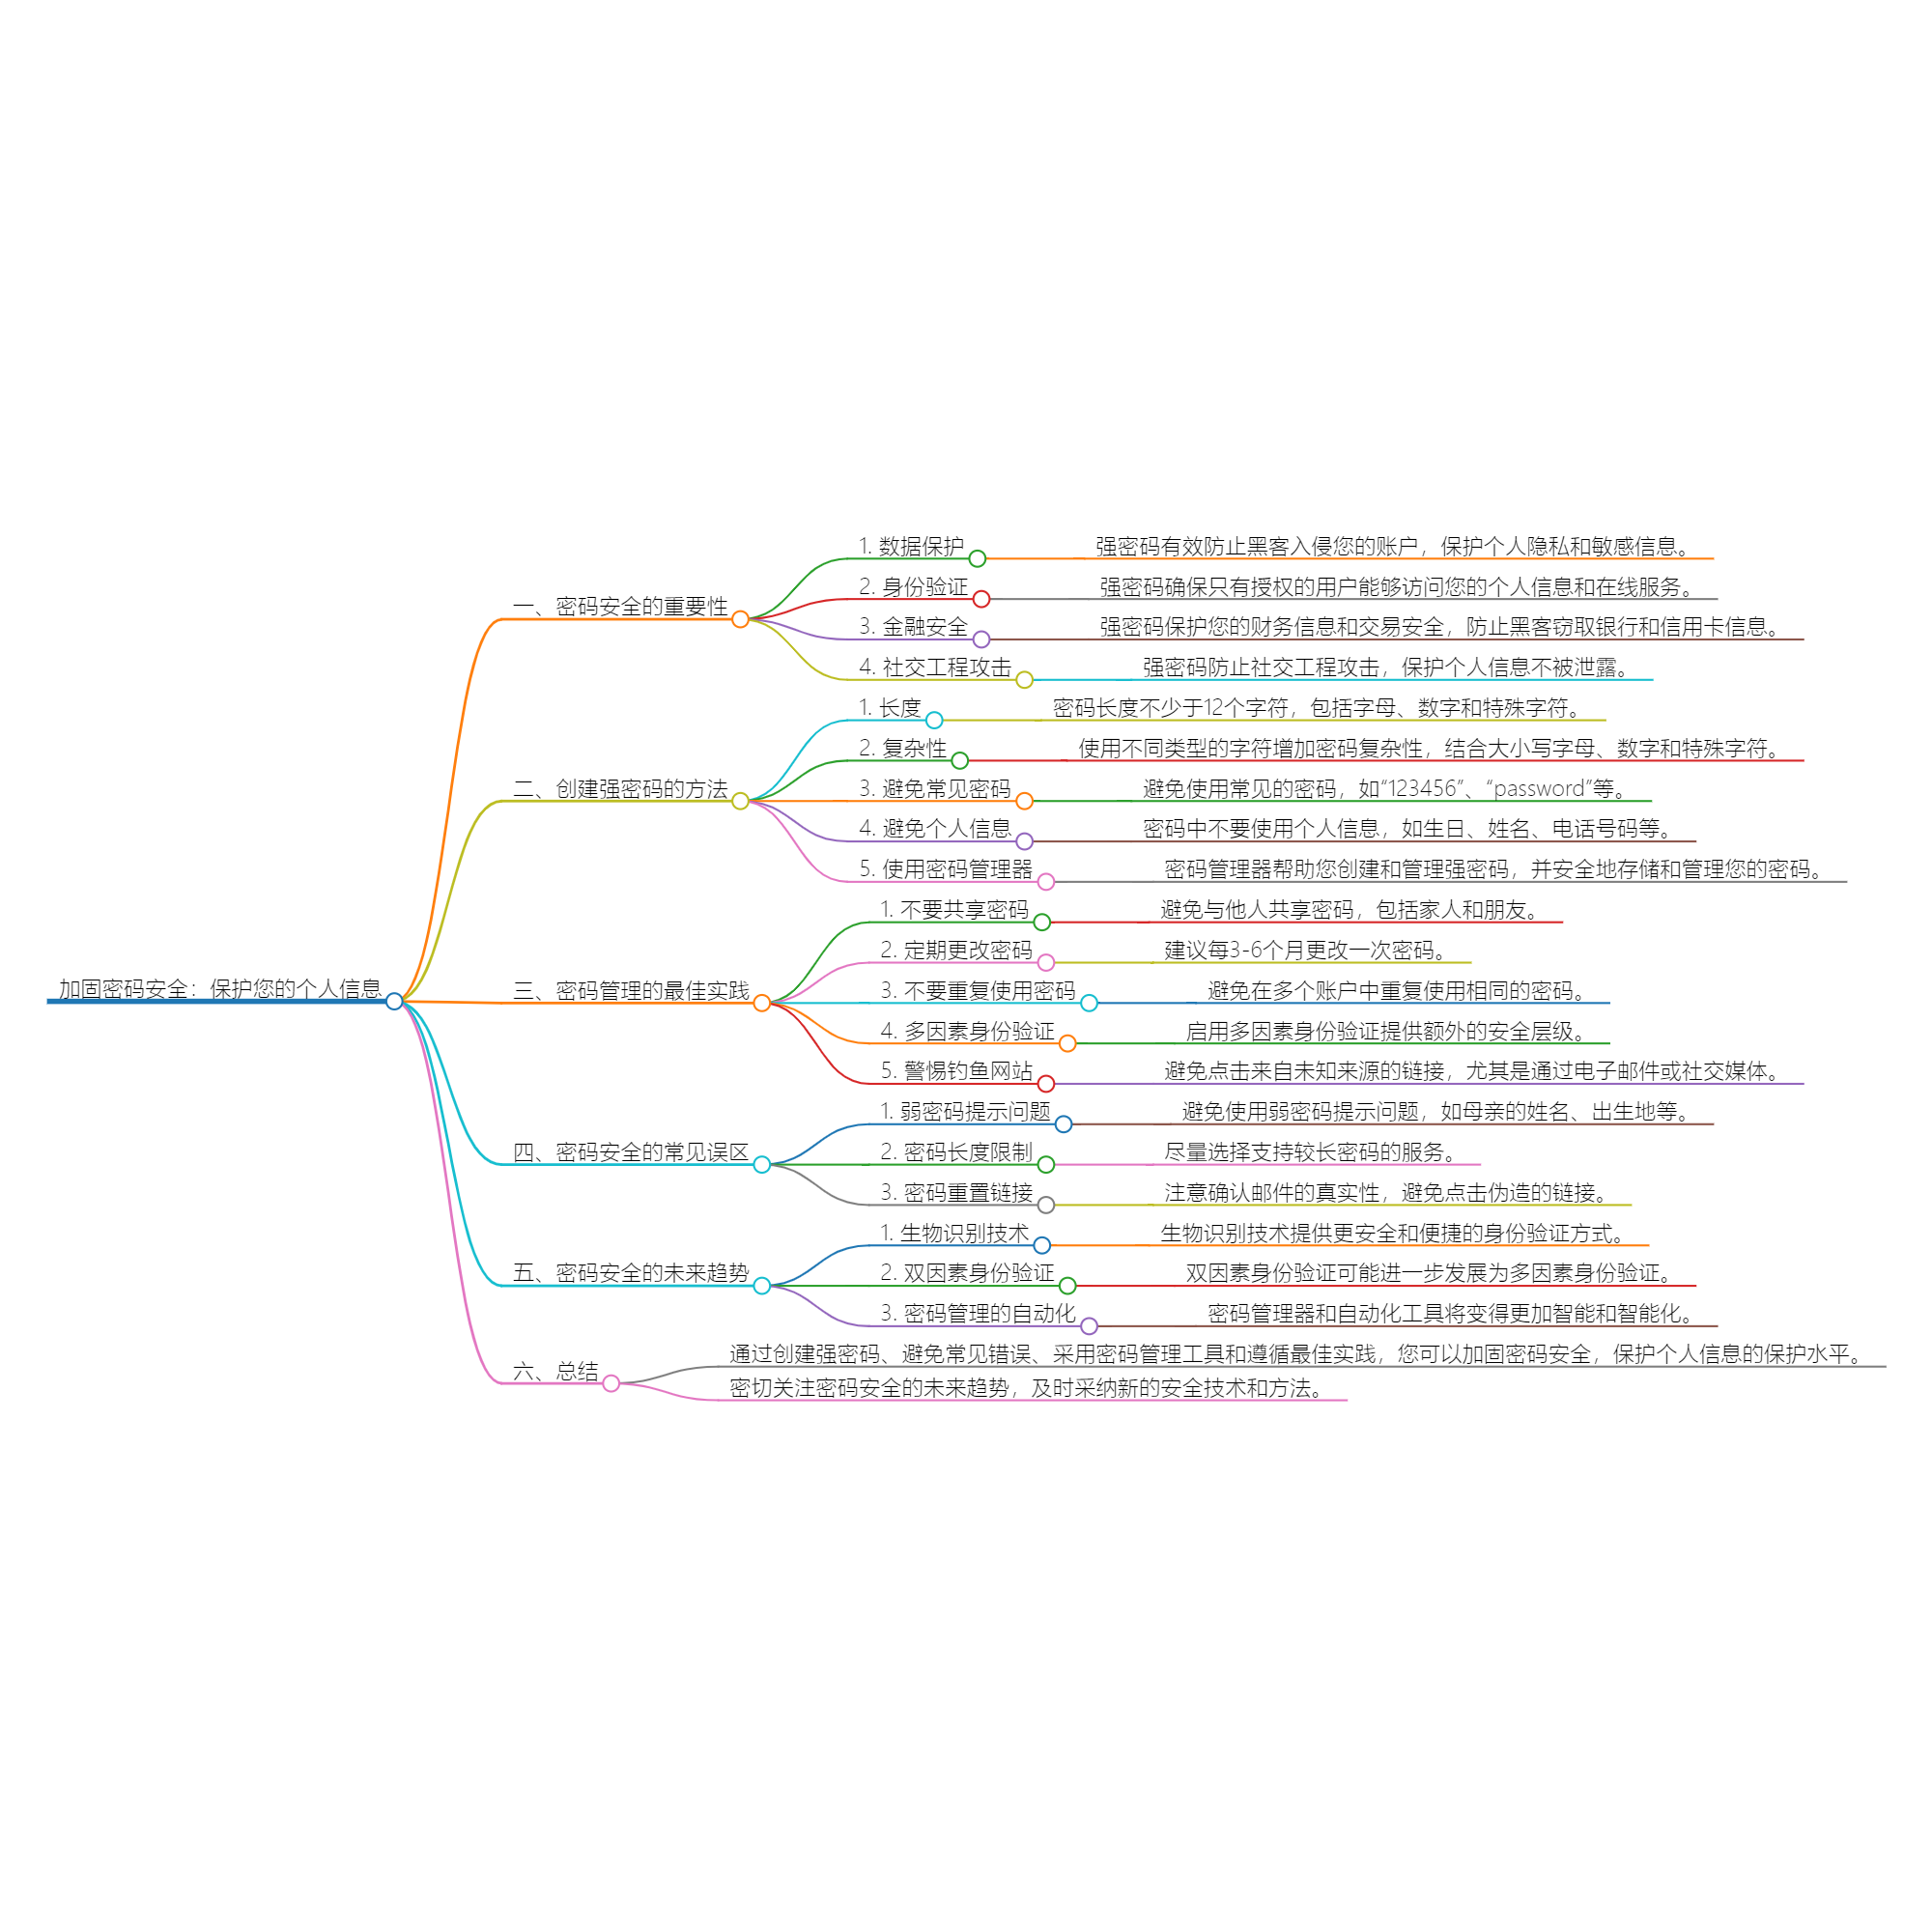 加固密码安全：保护您的个人信息
一、密码安全的重要性
1. 数据保护
强密码有效防止黑客入侵您的账户，保护个人隐私和敏感信息。
2. 身份验证
强密码确保只有授权的用户能够访问您的个人信息和在线服务。
3. 金融安全
强密码保护您的财务信息和交易安全，防止黑客窃取银行和信用卡信息。
4. 社交工程攻击
强密码防止社交工程攻击，保护个人信息不被泄露。
二、创建强密码的方法
1. 长度
密码长度不少于12个字符，包括字母、数字和特殊字符。
2. 复杂性
使用不同类型的字符增加密码复杂性，结合大小写字母、数字和特殊字符。
3. 避免常见密码
避免使用常见的密码，如“123456”、“password”等。
4. 避免个人信息
密码中不要使用个人信息，如生日、姓名、电话号码等。
5. 使用密码管理器
密码管理器帮助您创建和管理强密码，并安全地存储和管理您的密码。
三、密码管理的最佳实践
1. 不要共享密码
避免与他人共享密码，包括家人和朋友。
2. 定期更改密码
建议每3-6个月更改一次密码。
3. 不要重复使用密码
避免在多个账户中重复使用相同的密码。
4. 多因素身份验证
启用多因素身份验证提供额外的安全层级。
5. 警惕钓鱼网站
避免点击来自未知来源的链接，尤其是通过电子邮件或社交媒体。
四、密码安全的常见误区
1. 弱密码提示问题
避免使用弱密码提示问题，如母亲的姓名、出生地等。
2. 密码长度限制
尽量选择支持较长密码的服务。
3. 密码重置链接
注意确认邮件的真实性，避免点击伪造的链接。
五、密码安全的未来趋势
1. 生物识别技术
生物识别技术提供更安全和便捷的身份验证方式。
2. 双因素身份验证
双因素身份验证可能进一步发展为多因素身份验证。
3. 密码管理的自动化
密码管理器和自动化工具将变得更加智能和智能化。
六、总结
通过创建强密码、避免常见错误、采用密码管理工具和遵循最佳实践，您可以加固密码安全，保护个人信息的保护水平。
密切关注密码安全的未来趋势，及时采纳新的安全技术和方法。